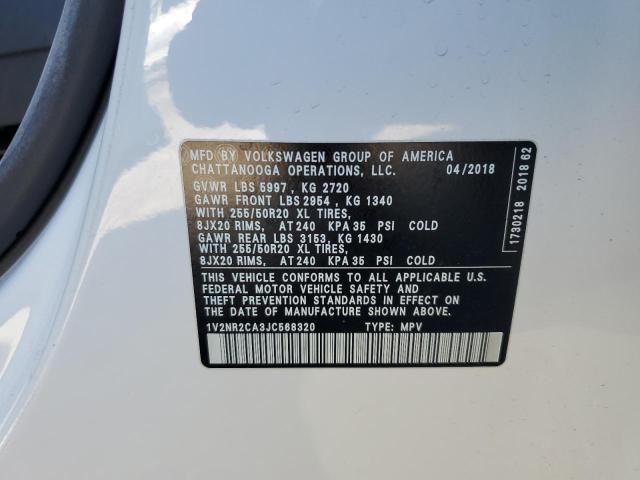 MFD BY VOLKSWAGEN GROUP OF AMERICA
CHATTANOOGA OPERATIONS, LLC. 04/2018
GVWR LBS 5997 , KG 2720
GAWR FRONT LBS 2954 , KG 1340
WITH 255/50R20 XL TIRES,
8JX20 RIMS, AT 240 KPA 35 PSI COLD
GAWR REAR LBS 3153, KG 1430
WITH 255/50R20 XL TIRES,
8JX20 RIMS, AT 240 KPA 35 PSI COLD
THIS VEHICLE CONFORMS TO ALL APPLICABLE U.S.
FEDERAL MOTOR VEHICLE SAFETY AND
THEFT PREVENTION STANDARDS IN EFFECT ON
THE DATE OF MANUFACTURE SHOWN ABOVE.
1V2NR2CA3JC568320 TYPE: MPV
1730218 2018 62